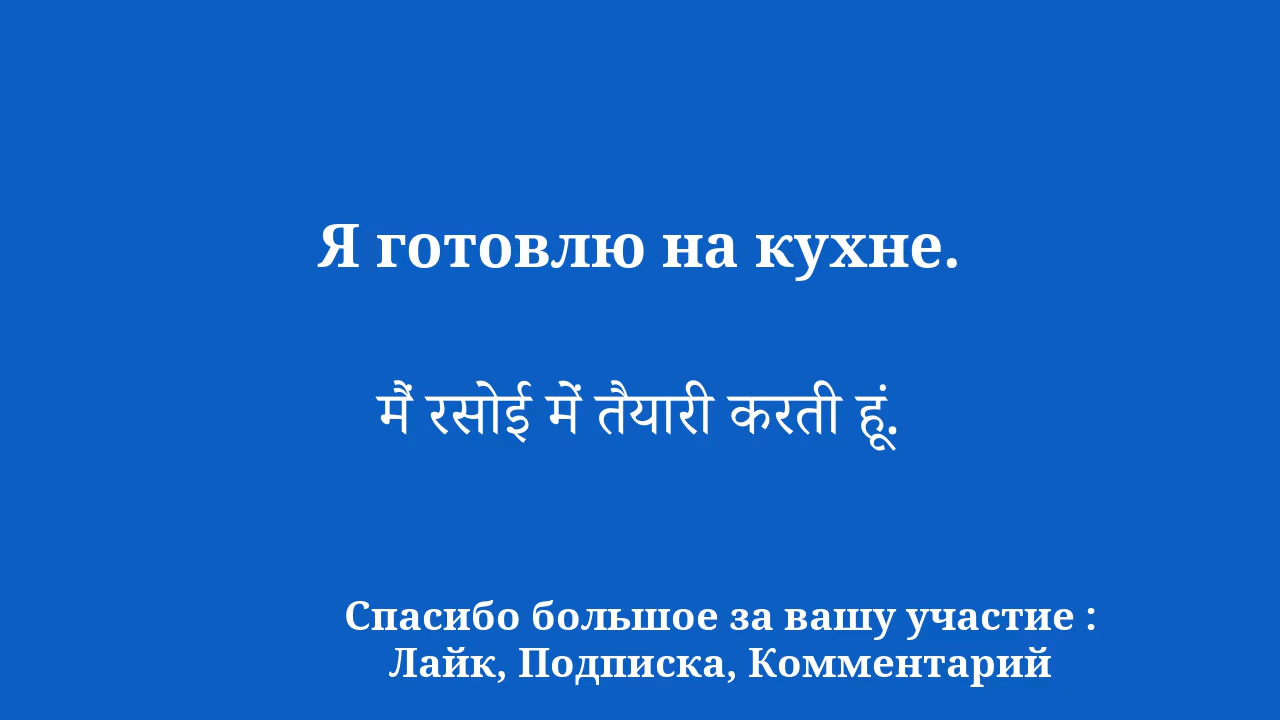 Я готовлю на кухне.
मैं रसोई में तैयारी करती हूं.
Спасибо большое за вашу участие :
Лайк, Подписка, Комментарий